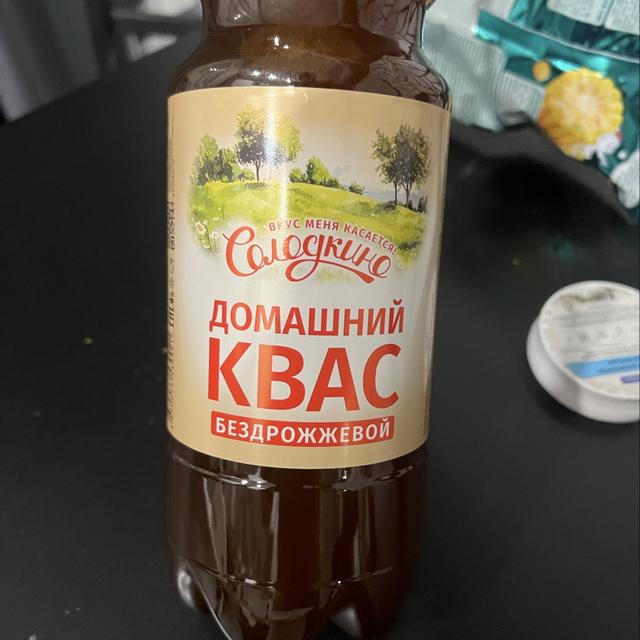 ВКУС МЕНЯ КАСАЕТСЯ!
Солодкино
ДОМАШНИЙ
КВАС
БЕЗДРОЖЖЕВОЙ